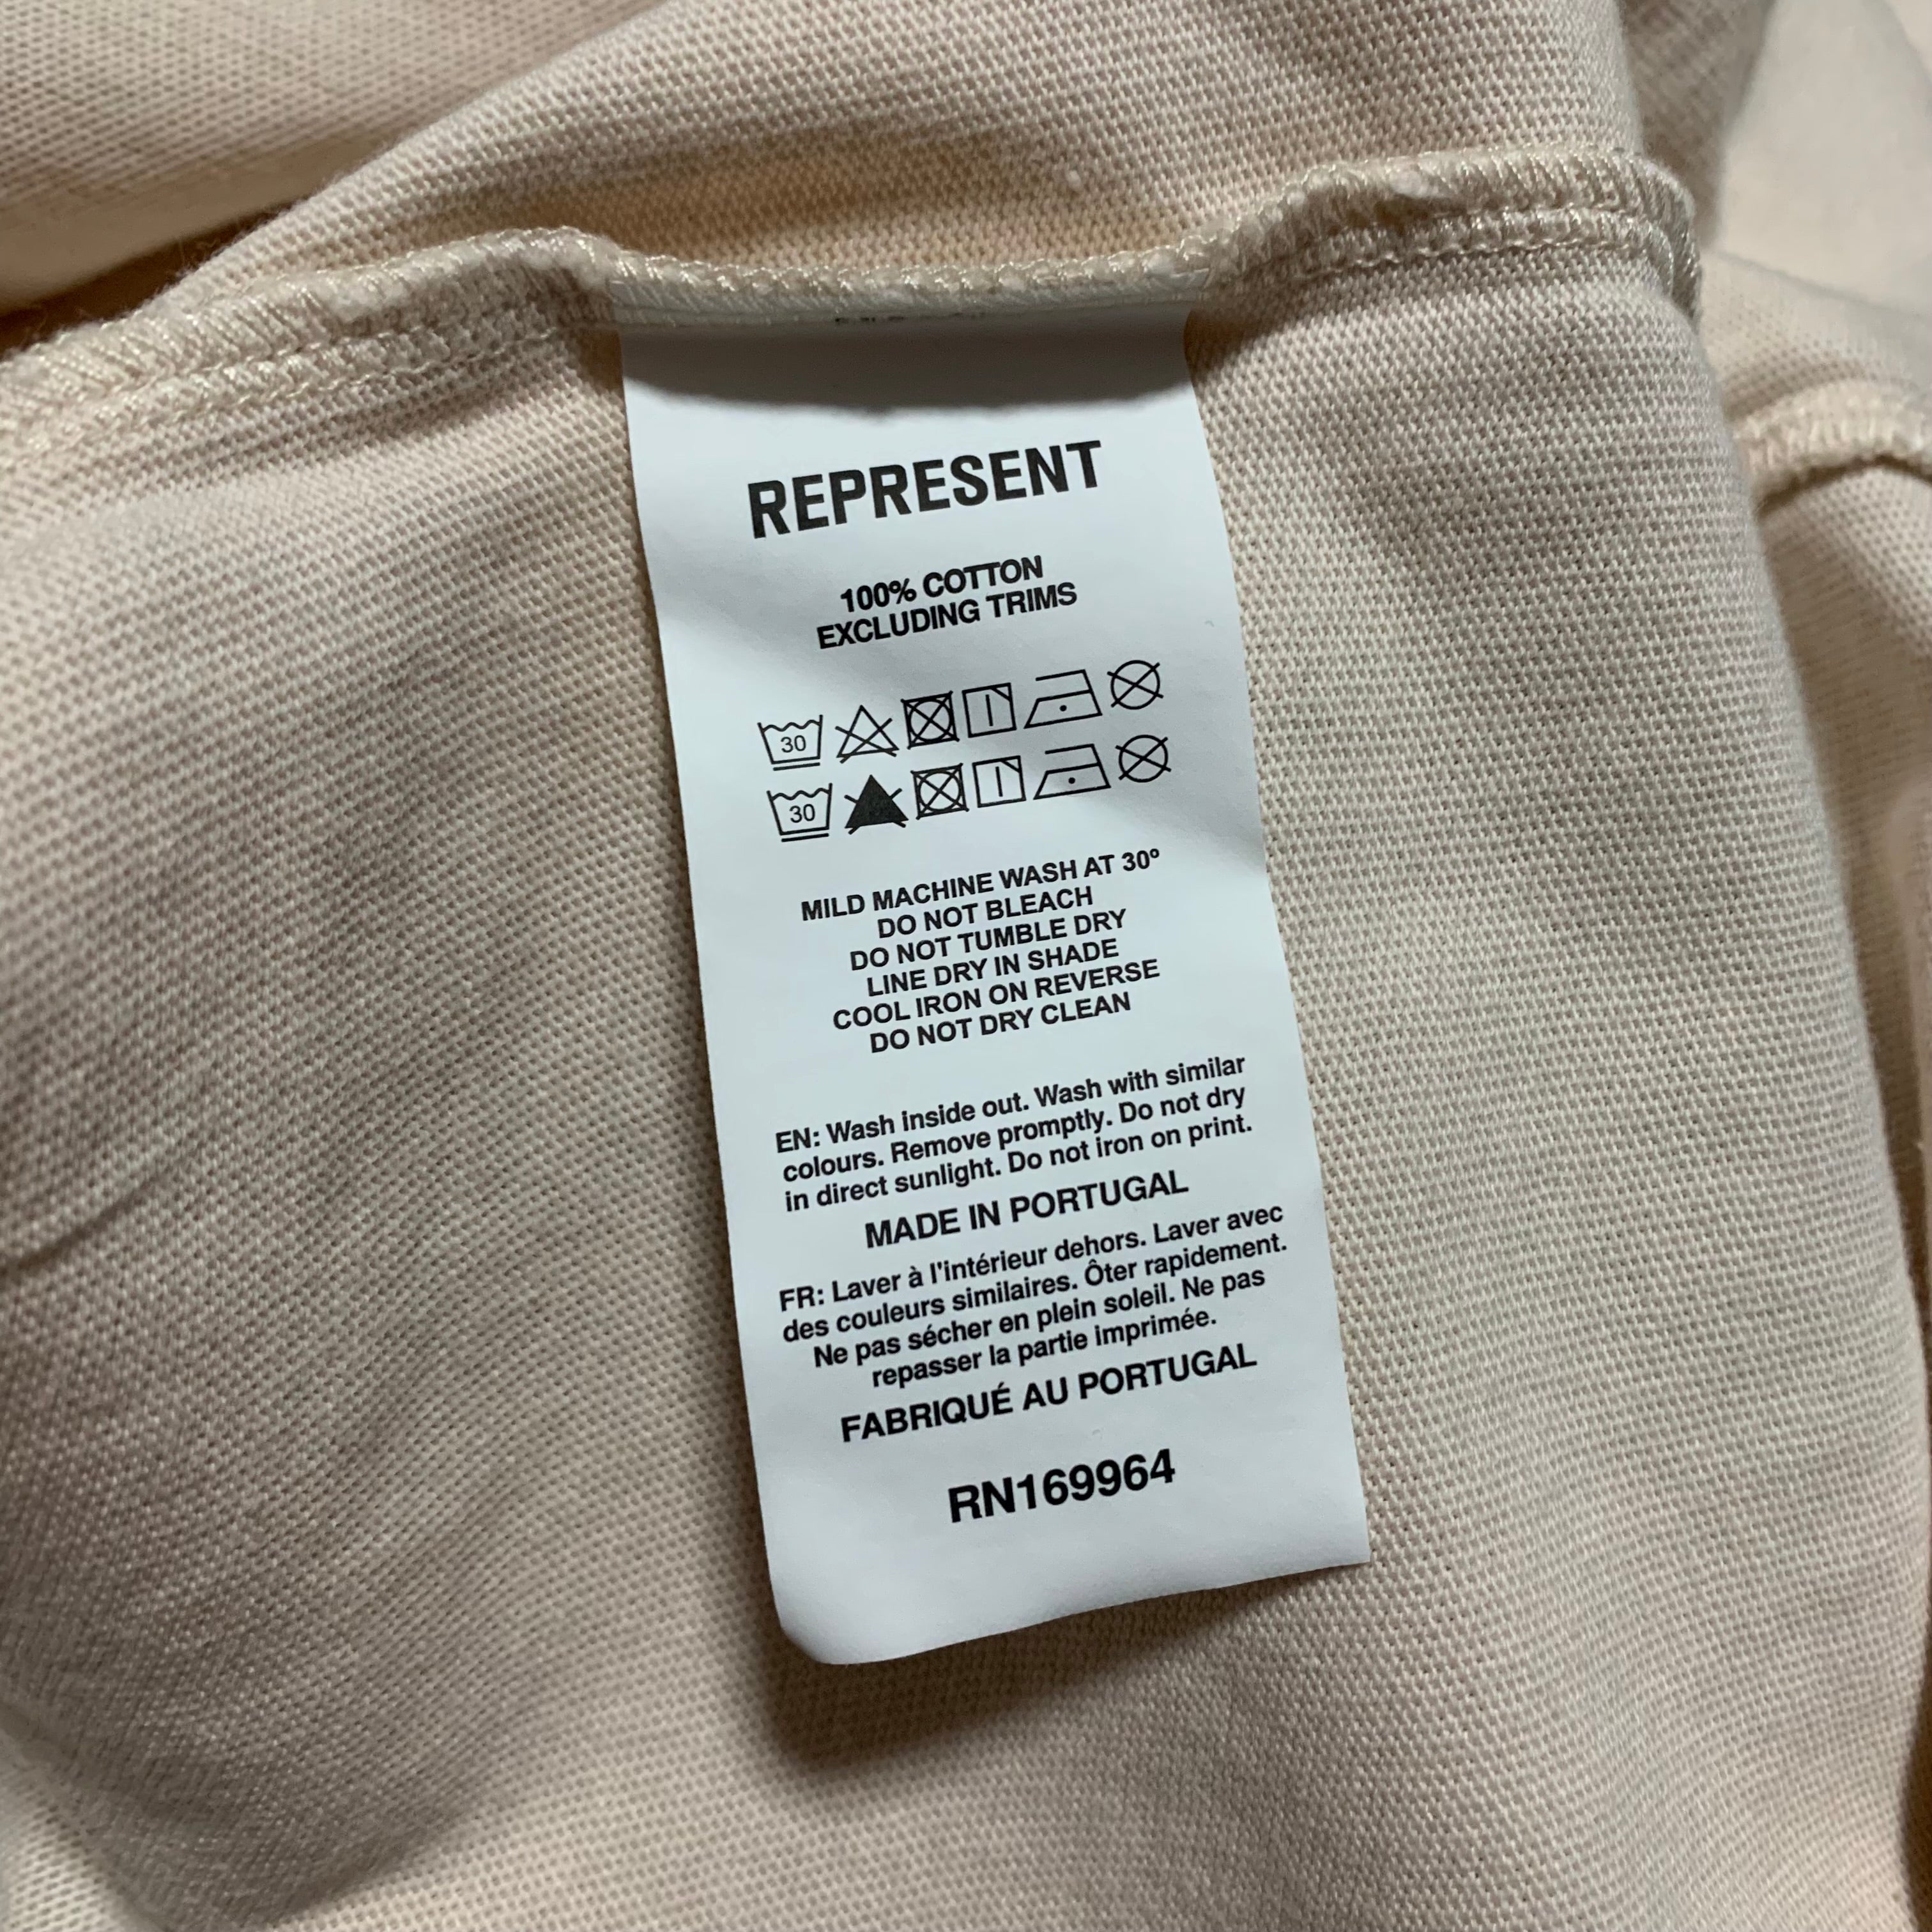 REPRESENT
100% COTTON
EXCLUDING TRIMS
30
30
MILD MACHINE WASH AT 30º
DO NOT BLEACH
DO NOT TUMBLE DRY
LINE DRY IN SHADE
COOL IRON ON REVERSE
DO NOT DRY CLEAN
EN: Wash inside out. Wash with similar
colours. Remove promptly. Do not dry
in direct sunlight. Do not iron on print.
MADE IN PORTUGAL
FR: Laver à l'intérieur dehors. Laver avec
des couleurs similaires. Ôter rapidement.
Ne pas sécher en plein soleil. Ne pas
repasser la partie imprimée.
FABRIQUÉ AU PORTUGAL
RN169964